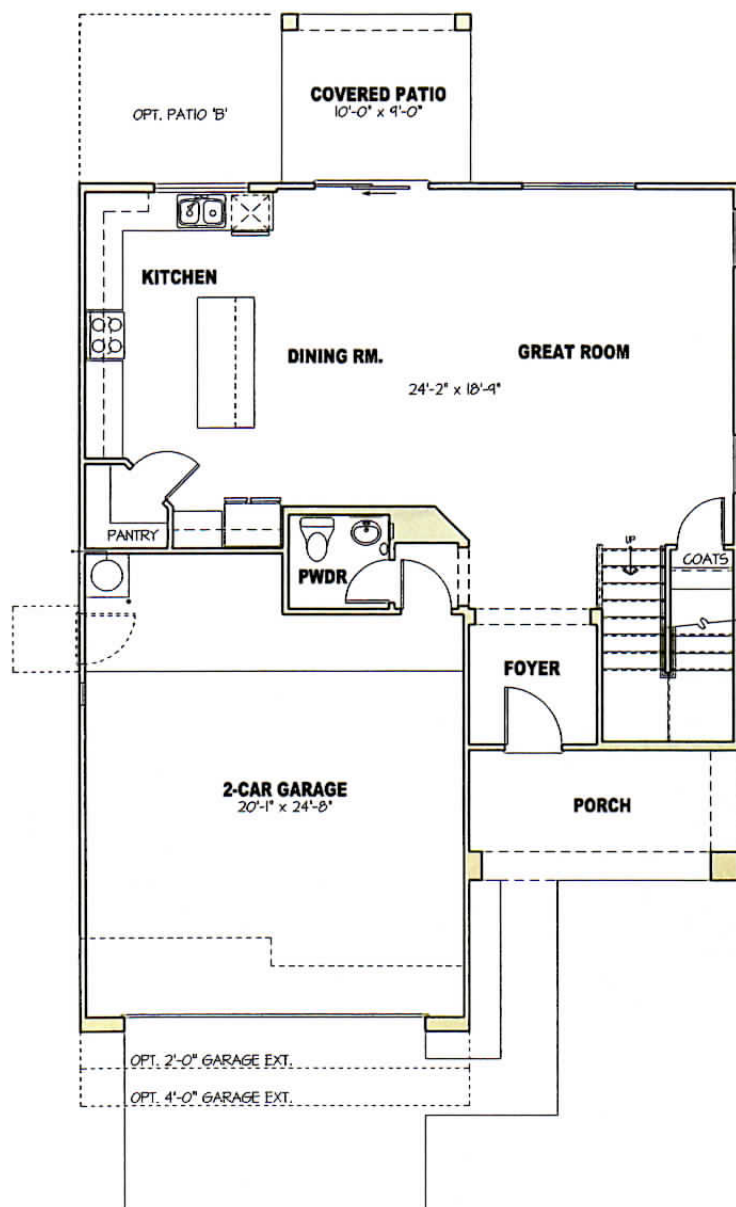 COVERED PATIO
10'-0" x 9'-0"
OPT. PATIO 'B'
KITCHEN
DINING RM.
GREAT ROOM
24'-2" x 18'-9"
PANTRY
PWDR
UP
COATS
FOYER
2-CAR GARAGE
20'-1" x 24'-8"
PORCH
OPT. 2'-0" GARAGE EXT.
OPT. 4'-0" GARAGE EXT.